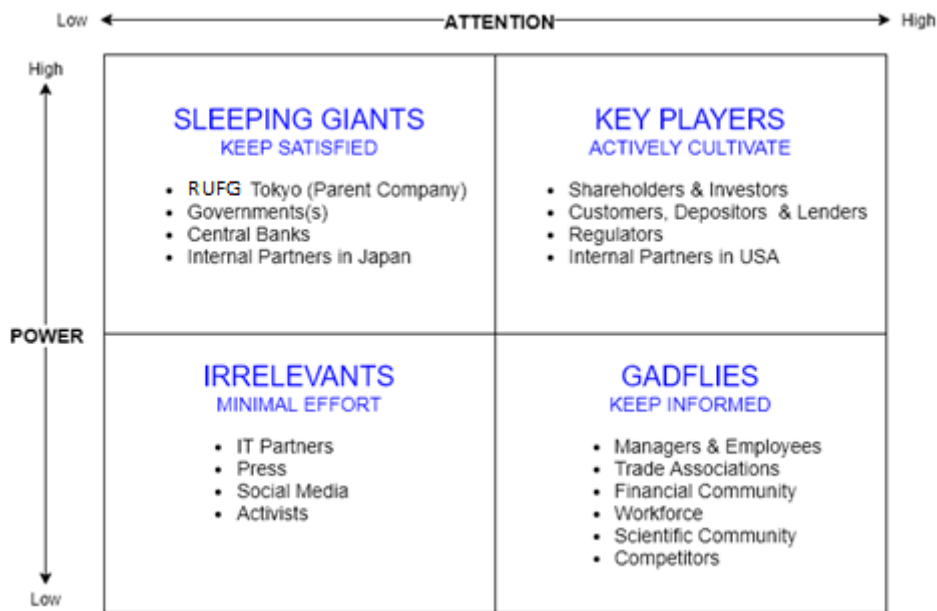 Low ATTENTION High
High
SLEEPING GIANTS
KEEP SATISFIED
• RUFG Tokyo (Parent Company)
• Governments(s)
• Central Banks
• Internal Partners in Japan
KEY PLAYERS
ACTIVELY CULTIVATE
• Shareholders & Investors
• Customers, Depositors & Lenders
• Regulators
• Internal Partners in USA
POWER
IRRELEVANTS
MINIMAL EFFORT
• IT Partners
• Press
• Social Media
• Activists
GADFLIES
KEEP INFORMED
• Managers & Employees
• Trade Associations
• Financial Community
• Workforce
• Scientific Community
• Competitors
Low